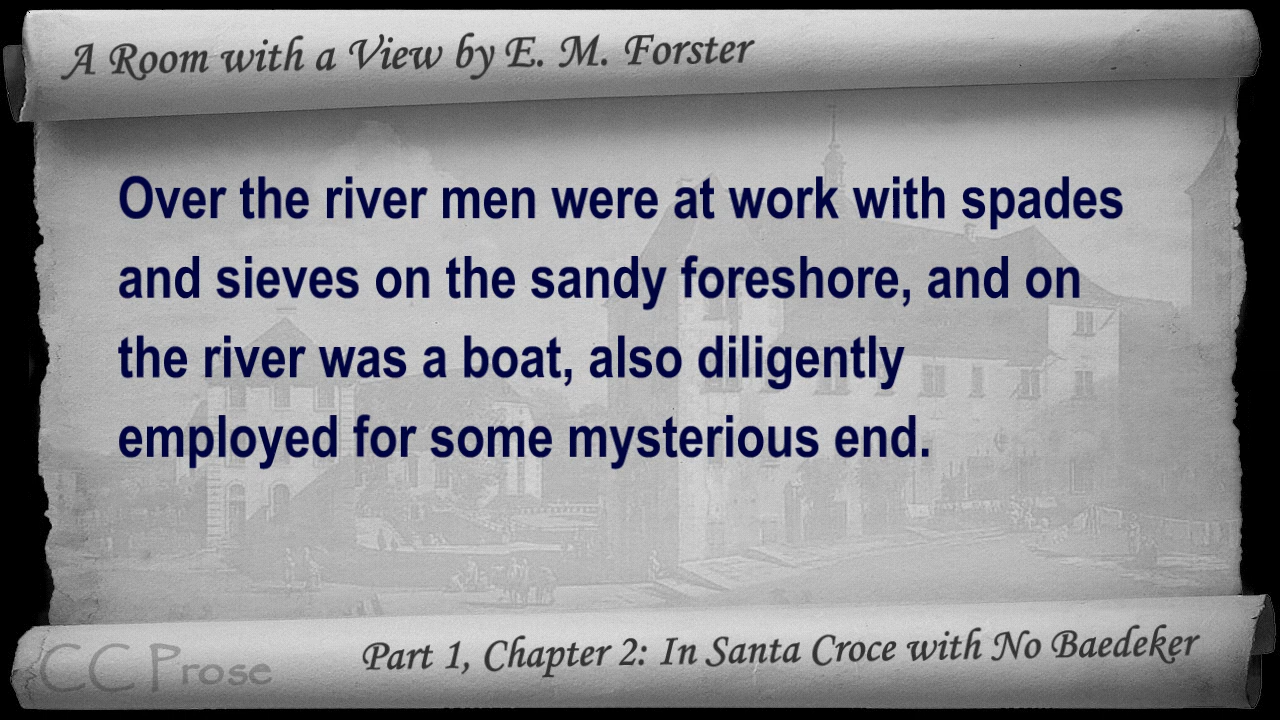 A Room with a View by E. M. Forster
Over the river men were at work with spades
and sieves on the sandy foreshore, and on
the river was a boat, also diligently
employed for some mysterious end.
CC Prose
Part 1, Chapter 2: In Santa Croce with No Baedeker